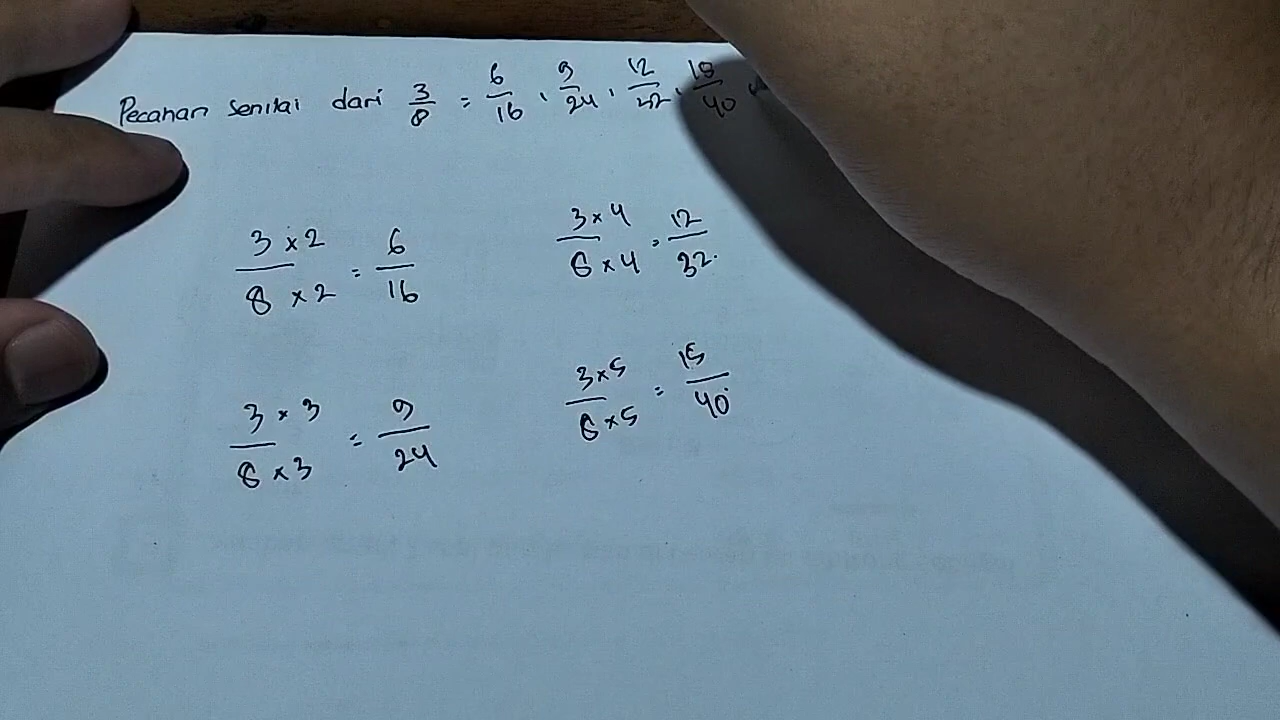 Pecahan senilai dari 3/8 = 6/16, 9/24, 12/32, 15/40
3 × 2 / 8 × 2 = 6/16
3 × 4 / 8 × 4 = 12/32
3 × 3 / 8 × 3 = 9/24
3 × 5 / 8 × 5 = 15/40